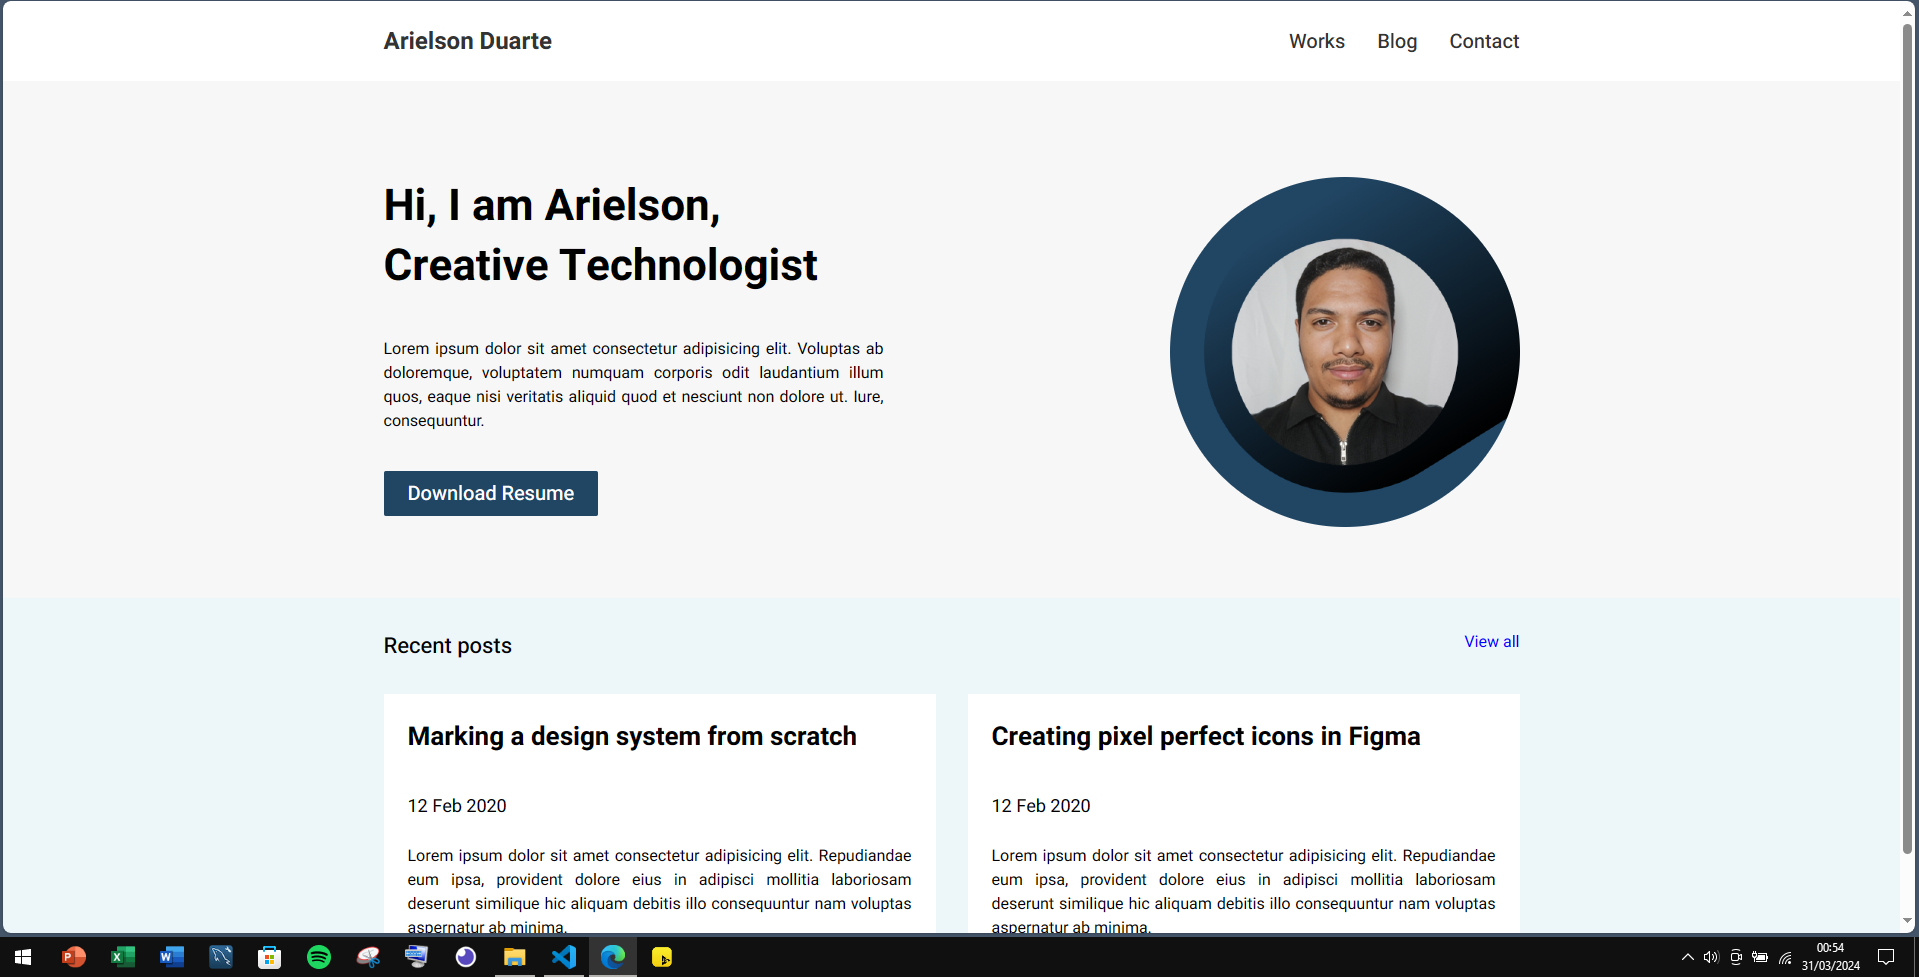 Arielson Duarte
Works Blog Contact
Hi, I am Arielson,
Creative Technologist
Lorem ipsum dolor sit amet consectetur adipisicing elit. Voluptas ab
doloremque, voluptatem numquam corporis odit laudantium illum
quos, eaque nisi veritatis aliquid quod et nesciunt non dolore ut. Iure,
consequuntur.
Download Resume
Recent posts
View all
Marking a design system from scratch
12 Feb 2020
Lorem ipsum dolor sit amet consectetur adipisicing elit. Repudiandae
eum ipsa, provident dolore eius in adipisci mollitia laboriosam
deserunt similique hic aliquam debitis illo consequuntur nam voluptas
aspernatur ab minima.
Creating pixel perfect icons in Figma
12 Feb 2020
Lorem ipsum dolor sit amet consectetur adipisicing elit. Repudiandae
eum ipsa, provident dolore eius in adipisci mollitia laboriosam
deserunt similique hic aliquam debitis illo consequuntur nam voluptas
aspernatur ab minima.
00:54
31/03/2024